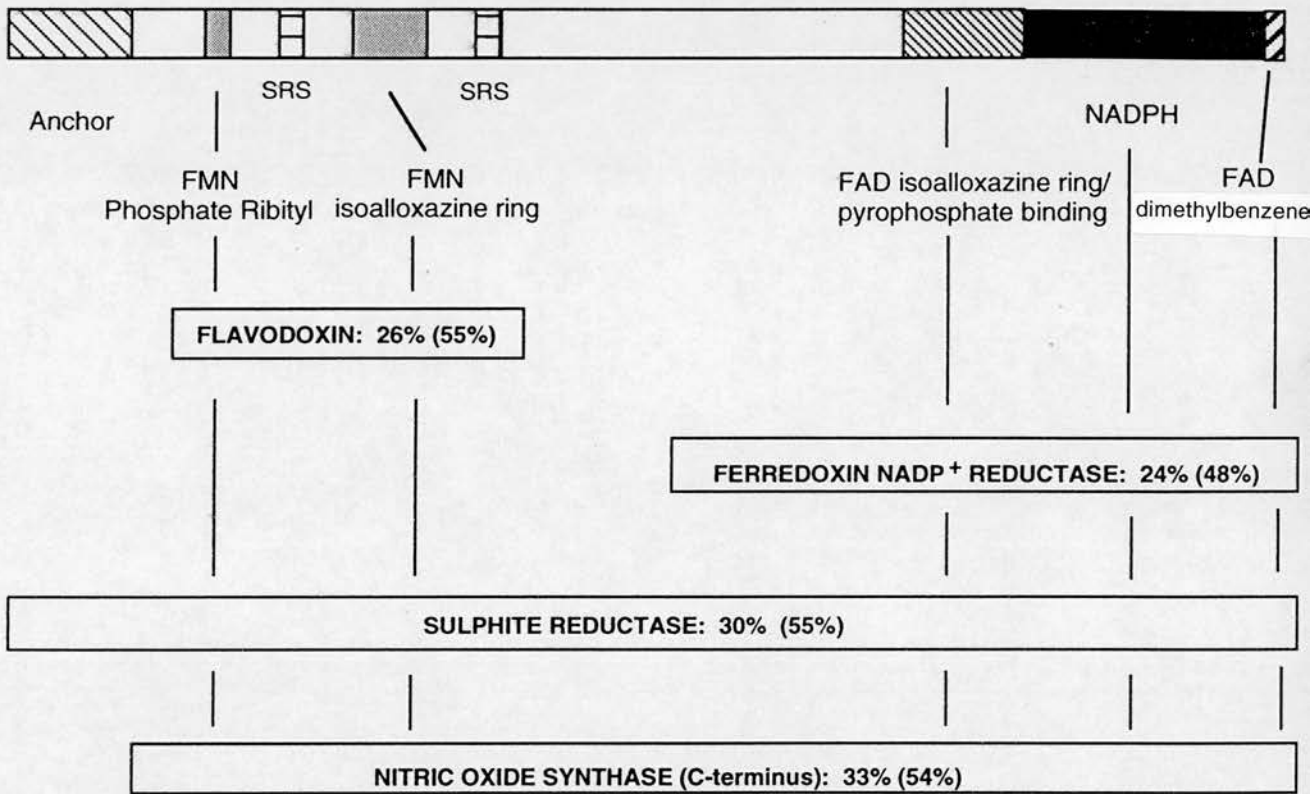 SRS
SRS
Anchor
NADPH
FMN
Phosphate Ribityl
FMN
isoalloxazine ring
FAD isoalloxazine ring/
pyrophosphate binding
FAD
dimethylbenzene
FLAVODOXIN: 26% (55%)
FERREDOXIN NADP+ REDUCTASE: 24% (48%)
SULPHITE REDUCTASE: 30% (55%)
NITRIC OXIDE SYNTHASE (C-terminus): 33% (54%)